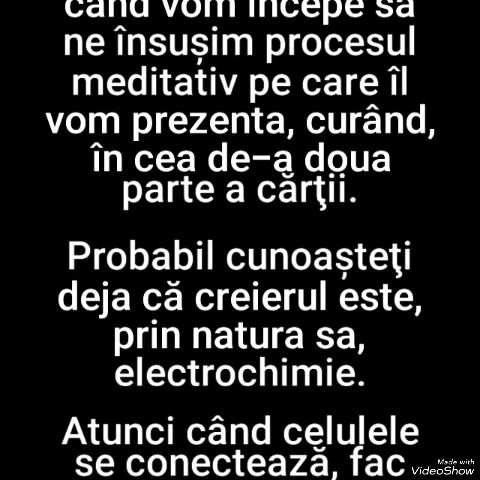 când vom începe să
ne însușim procesul
meditativ pe care îl
vom prezenta, curând,
în cea de-a doua
parte a cărţii.
Probabil cunoașteţi
deja că creierul este,
prin natura sa,
electrochimie.
Atunci când celulele
se conectează, fac
Made with
VideoShow